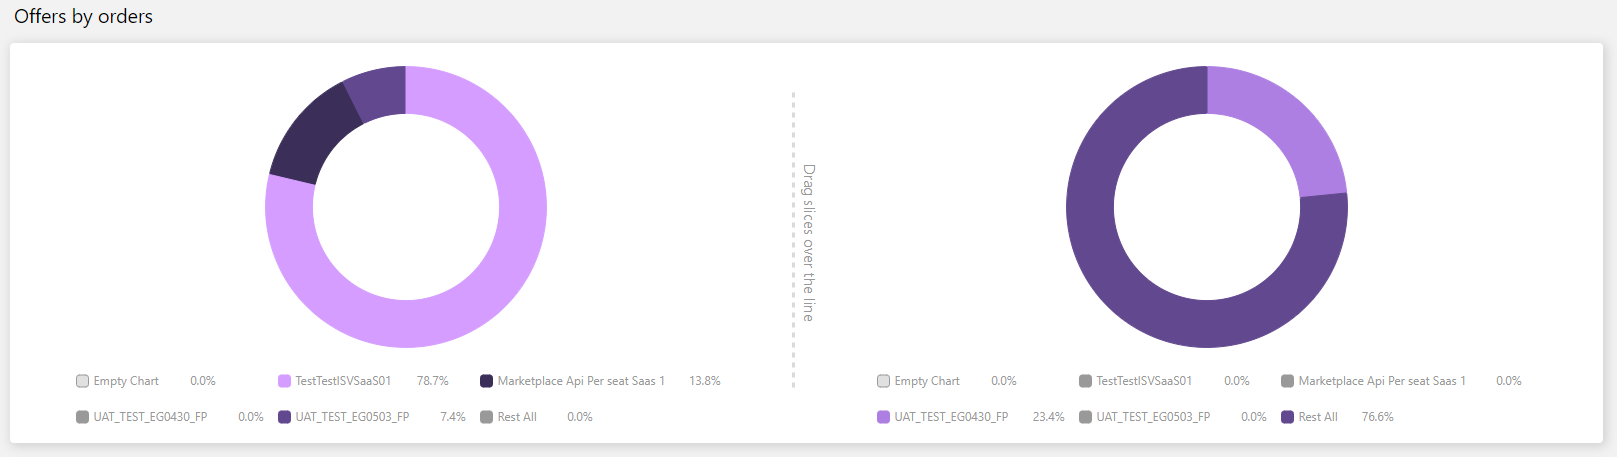 Offers by orders
Drag slices over the line
Empty Chart 0.0% TestTestISVSaaS01 78.7% Marketplace Api Per seat Saas 1 13.8%
UAT_TEST_EG0430_FP 0.0% UAT_TEST_EG0503_FP 7.4% Rest All 0.0%
Empty Chart 0.0% TestTestISVSaaS01 0.0% Marketplace Api Per seat Saas 1 0.0%
UAT_TEST_EG0430_FP 23.4% UAT_TEST_EG0503_FP 0.0% Rest All 76.6%